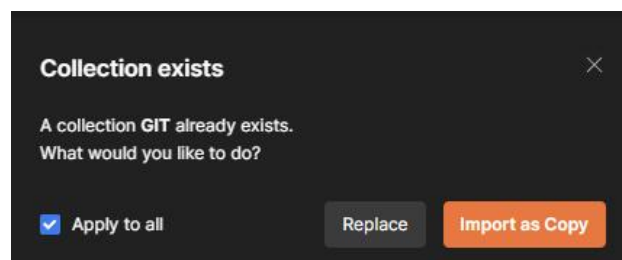 Collection exists
A collection GIT already exists.
What would you like to do?
Apply to all
Replace
Import as Copy